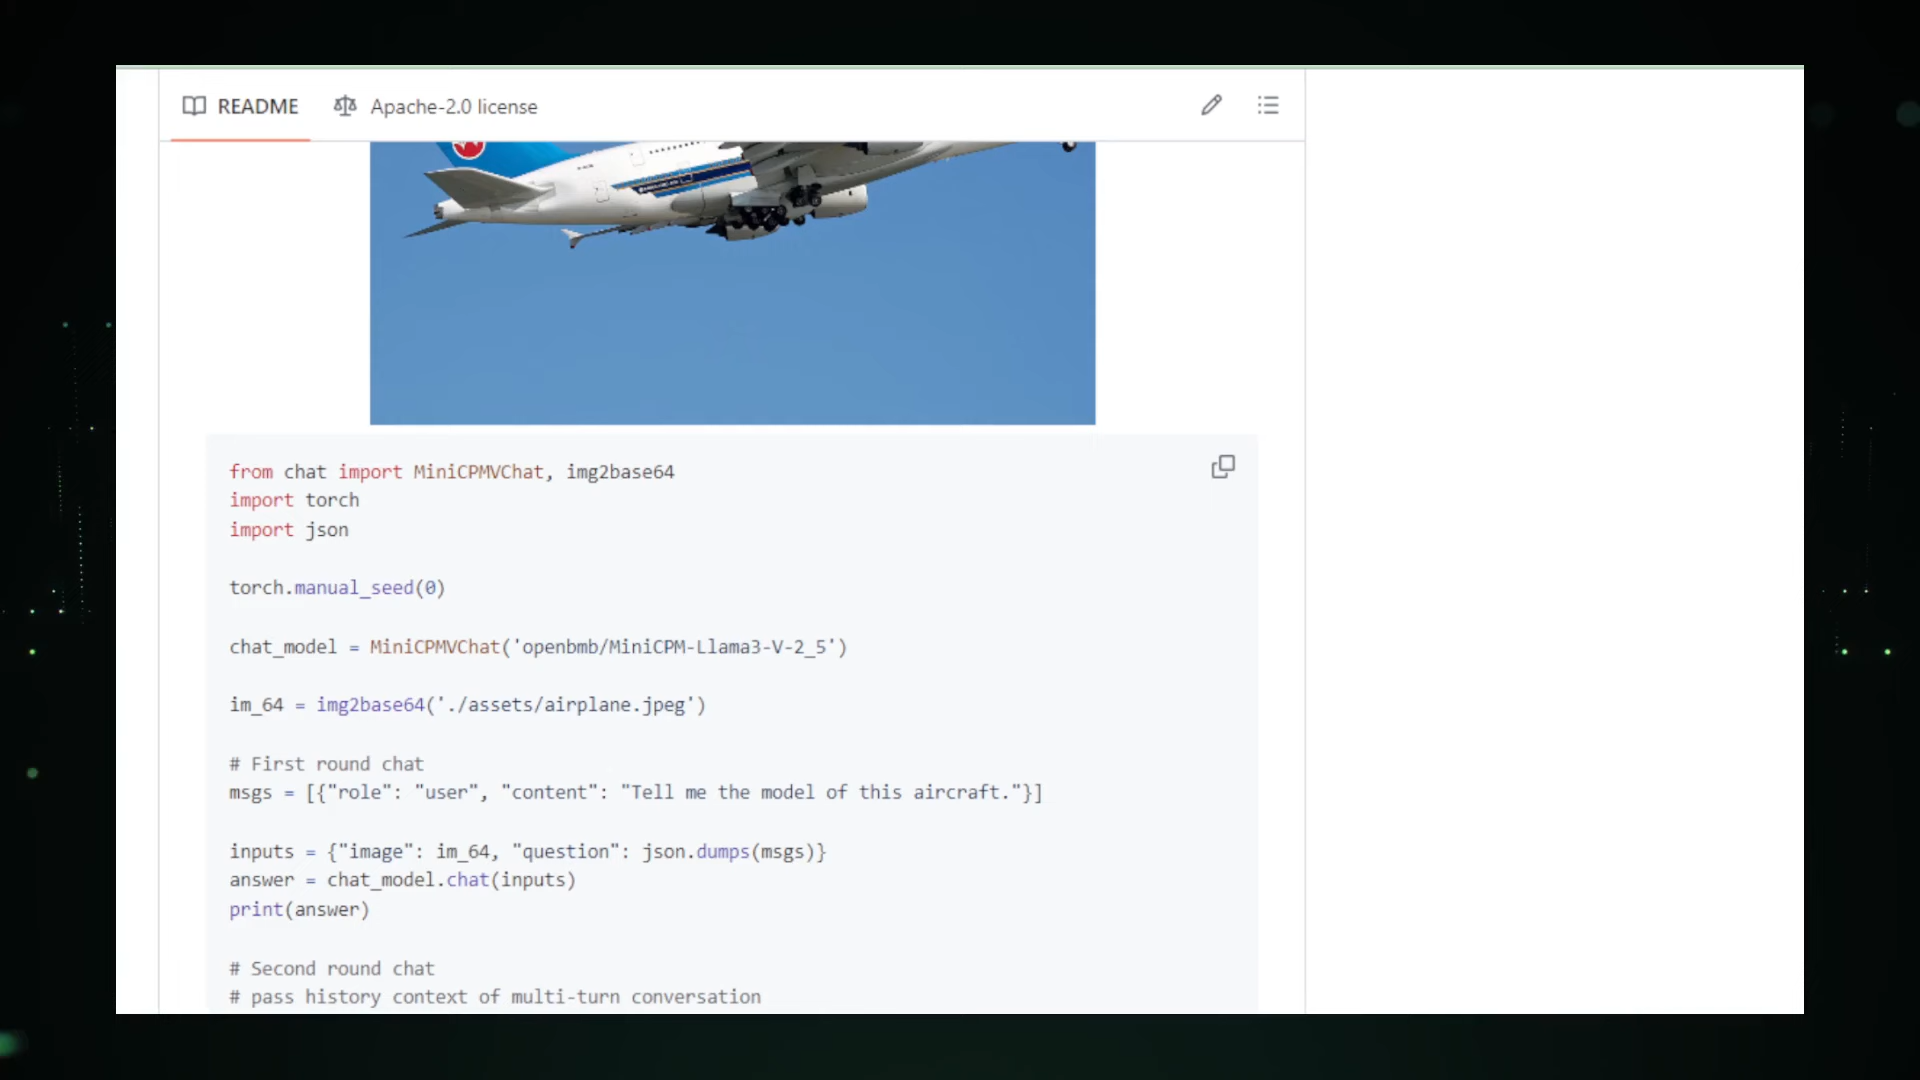 README
Apache-2.0 license
from chat import MiniCPMVChat, img2base64
import torch
import json
torch.manual_seed(0)
chat_model = MiniCPMVChat('openbmb/MiniCPM-Llama3-V-2_5')
im_64 = img2base64('./assets/airplane.jpeg')
# First round chat
msgs = [{"role": "user", "content": "Tell me the model of this aircraft."}]
inputs = {"image": im_64, "question": json.dumps(msgs)}
answer = chat_model.chat(inputs)
print(answer)
# Second round chat
# pass history context of multi-turn conversation